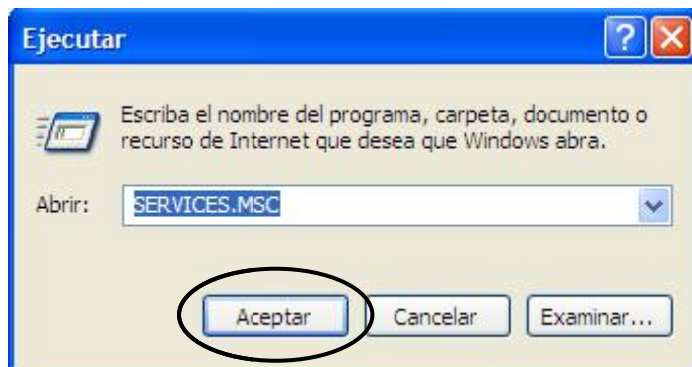 Ejecutar
Escriba el nombre del programa, carpeta, documento o
recurso de Internet que desea que Windows abra.
Abrir: SERVICES.MSC
Aceptar Cancelar Examinar...